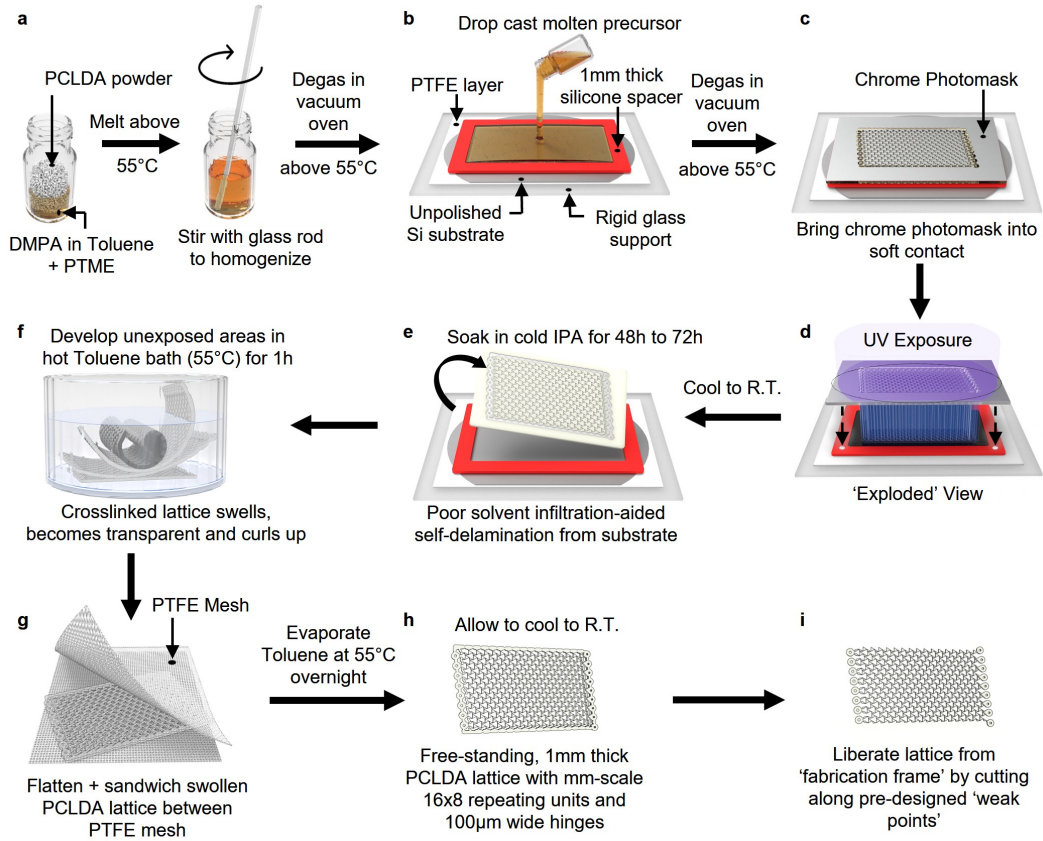 a
PCLDA powder
Melt above
55°C
DMPA in Toluene
+ PTME
Stir with glass rod
to homogenize
Degas in
vacuum
oven
above 55°C
b
Drop cast molten precursor
PTFE layer
1mm thick
silicone spacer
Unpolished
Si substrate
Rigid glass
support
Degas in
vacuum
oven
above 55°C
c
Chrome Photomask
Bring chrome photomask into
soft contact
d
UV Exposure
'Exploded' View
Cool to R.T.
e
Soak in cold IPA for 48h to 72h
Poor solvent infiltration-aided
self-delamination from substrate
f
Develop unexposed areas in
hot Toluene bath (55°C) for 1h
Crosslinked lattice swells,
becomes transparent and curls up
g
PTFE Mesh
Flatten + sandwich swollen
PCLDA lattice between
PTFE mesh
Evaporate
Toluene at 55°C
overnight
h
Allow to cool to R.T.
Free-standing, 1mm thick
PCLDA lattice with mm-scale
16x8 repeating units and
100µm wide hinges
i
Liberate lattice from
'fabrication frame' by cutting
along pre-designed 'weak
points'